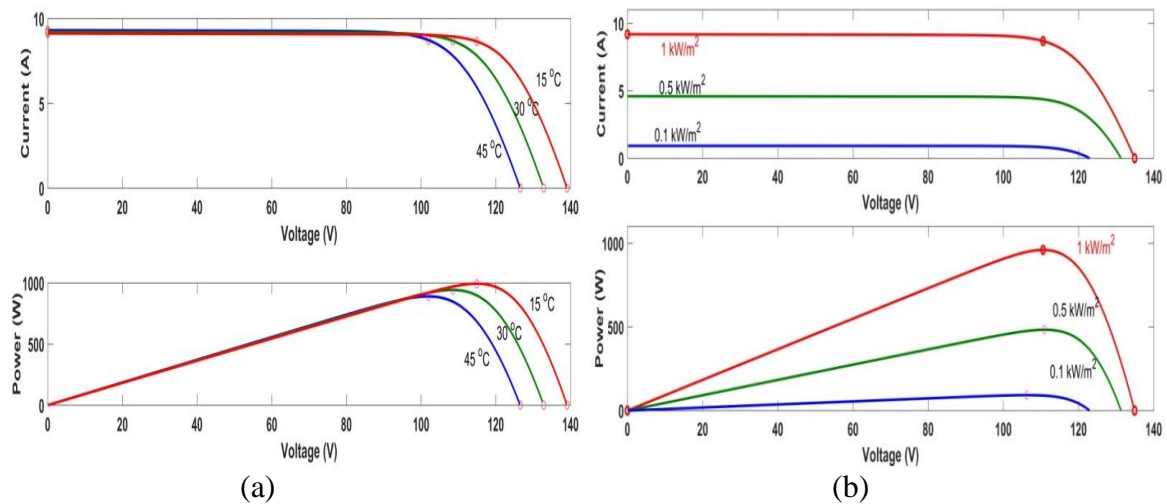 10
5
0
Current (A)
15 °C
30 °C
45 °C
0 20 40 60 80 100 120 140
Voltage (V)
1000
500
0
Power (W)
15 °C
30 °C
45 °C
0 20 40 60 80 100 120 140
Voltage (V)
(a)
10
5
0
Current (A)
1 kW/m²
0.5 kW/m²
0.1 kW/m²
0 20 40 60 80 100 120 140
Voltage (V)
1000
500
0
Power (W)
1 kW/m²
0.5 kW/m²
0.1 kW/m²
0 20 40 60 80 100 120 140
Voltage (V)
(b)